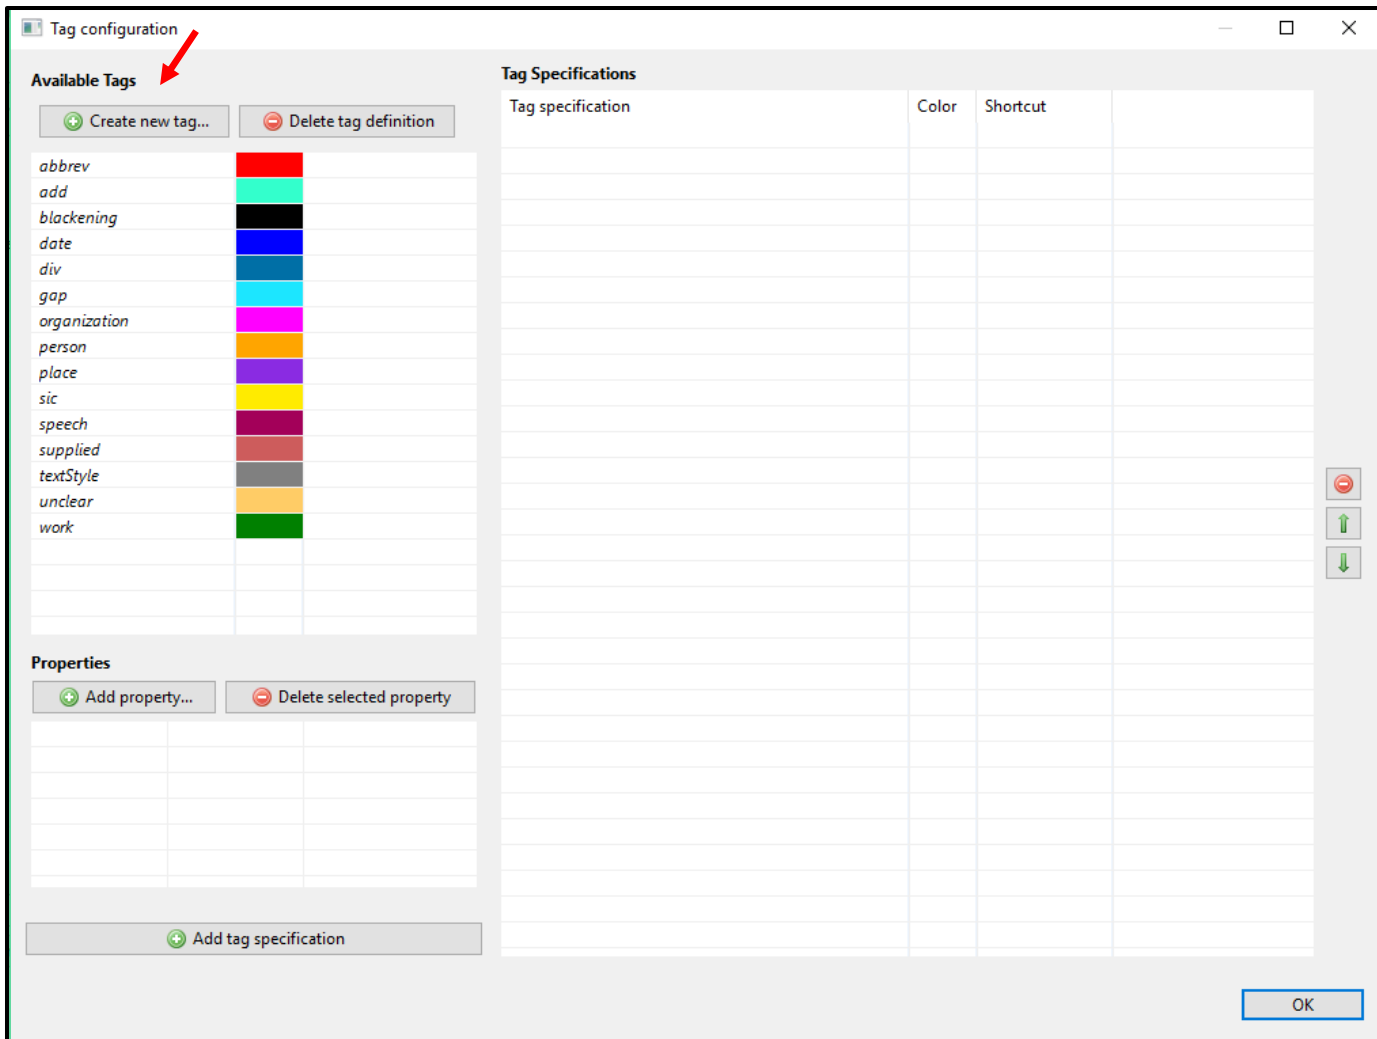 Tag configuration
Available Tags
Create new tag...
Delete tag definition
abbrev
add
blackening
date
div
gap
organization
person
place
sic
speech
supplied
textStyle
unclear
work
Properties
Add property...
Delete selected property
Add tag specification
Tag Specifications
Tag specification Color Shortcut
OK